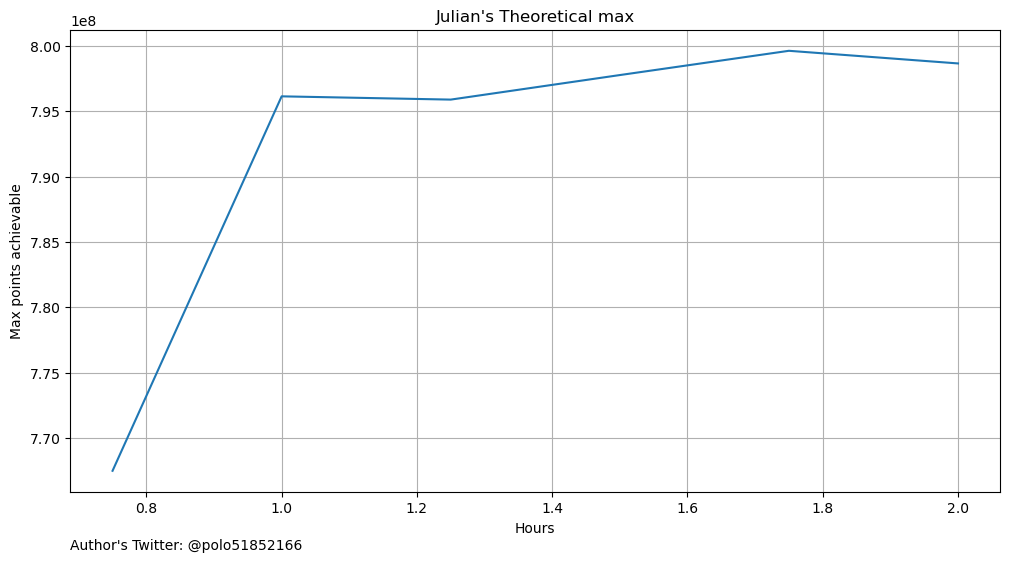 Julian's Theoretical max
1e8
8.00
7.95
7.90
7.85
7.80
7.75
7.70
Max points achievable
0.8 1.0 1.2 1.4 1.6 1.8 2.0
Hours
Author's Twitter: @polo51852166